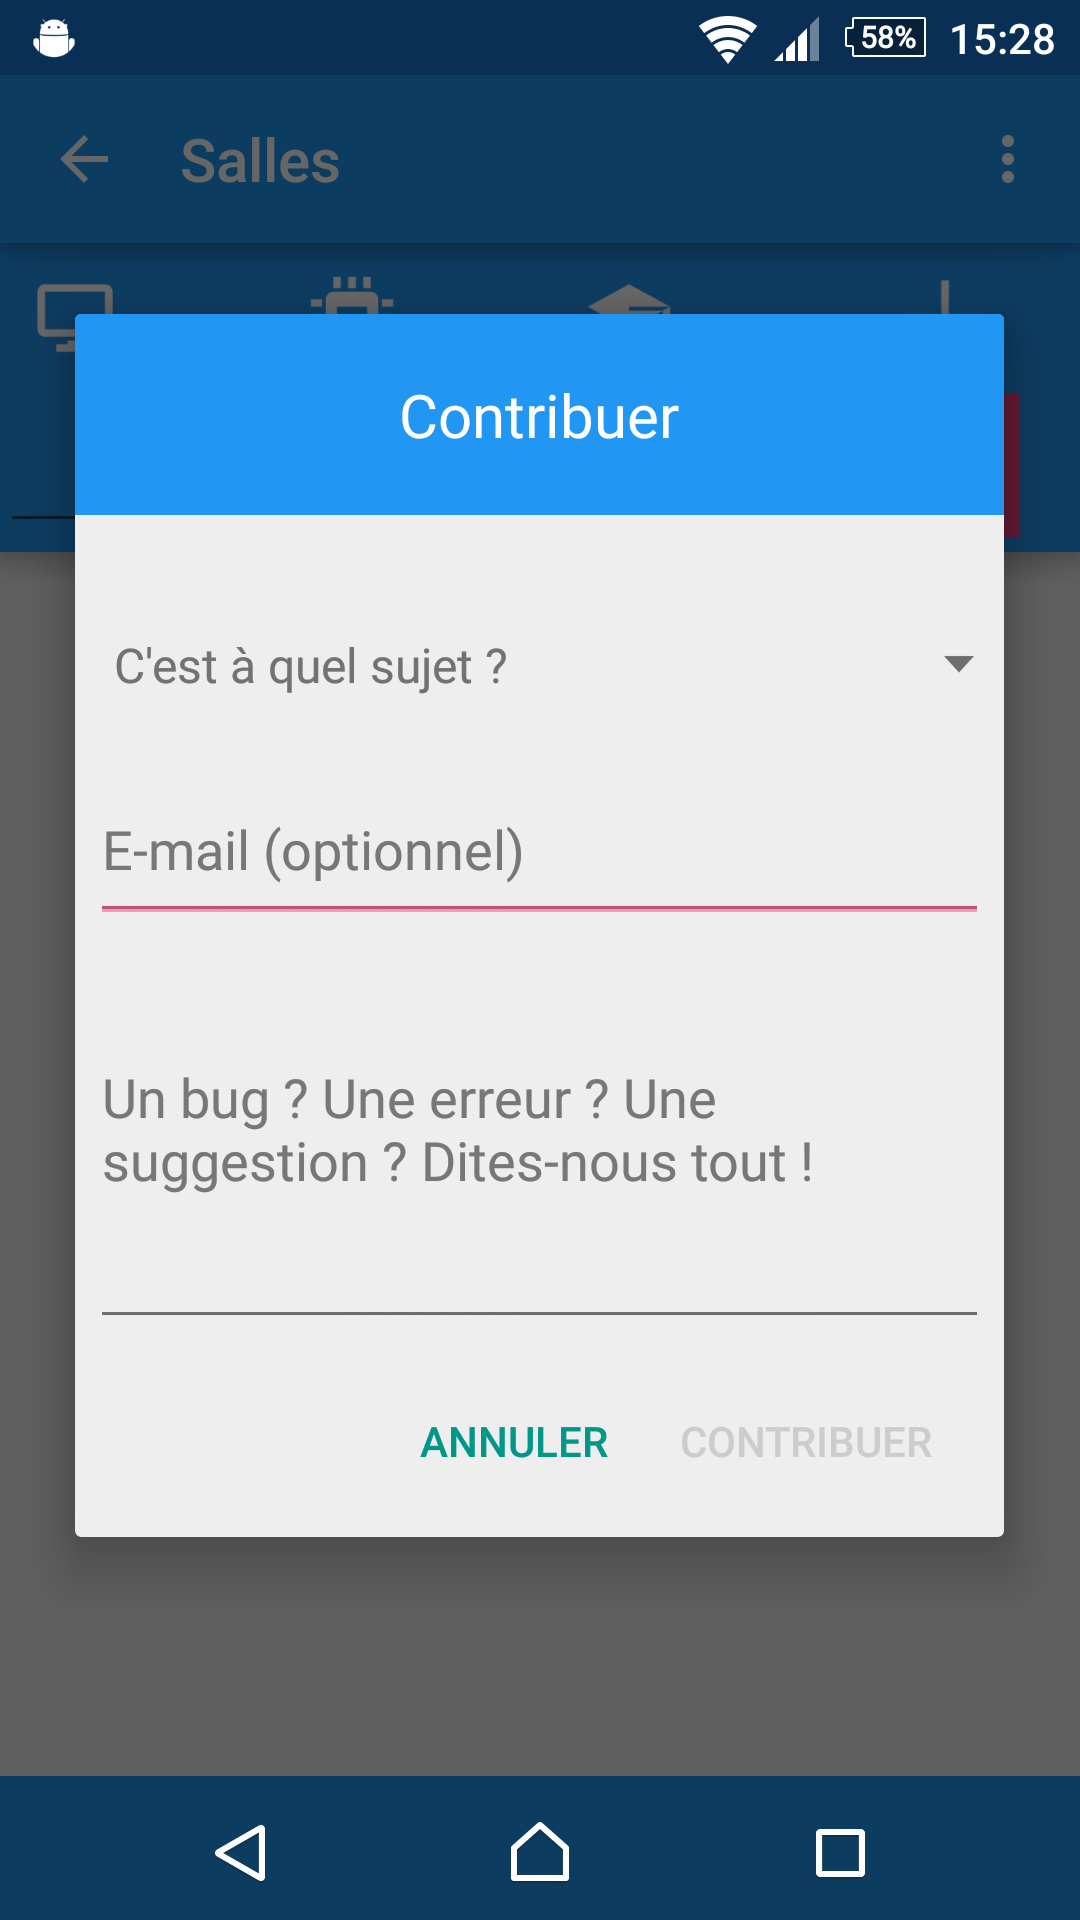 58% 15:28
Salles
Contribuer
C'est à quel sujet ?
E-mail (optionnel)
Un bug ? Une erreur ? Une
suggestion ? Dites-nous tout !
ANNULER CONTRIBUER